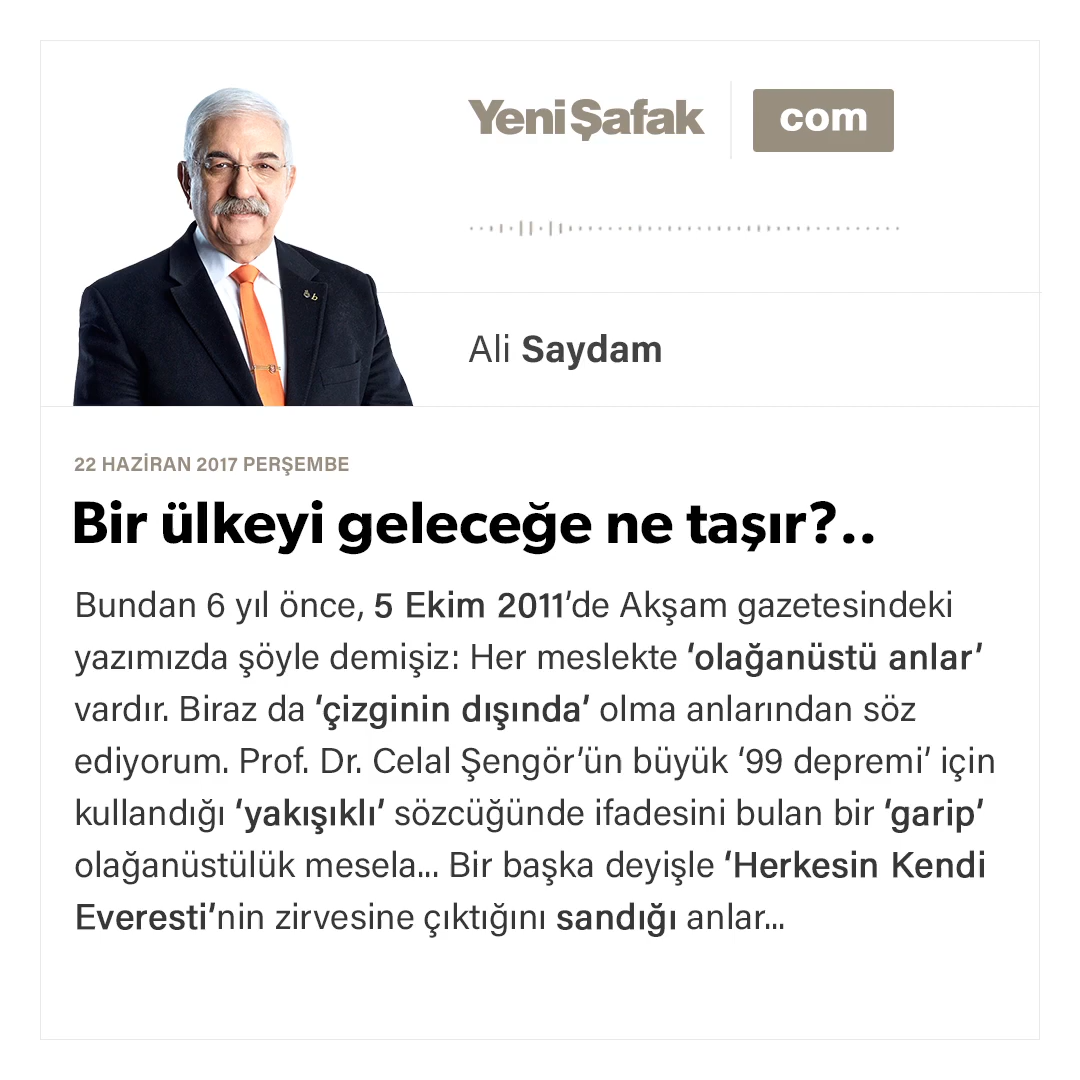 YeniŞafak com
Ali Saydam
22 HAZİRAN 2017 PERŞEMBE
Bir ülkeyi geleceğe ne taşır?..
Bundan 6 yıl önce, 5 Ekim 2011’de Akşam gazetesindeki
yazımızda şöyle demişiz: Her meslekte ‘olağanüstü anlar’
vardır. Biraz da ‘çizginin dışında’ olma anlarından söz
ediyorum. Prof. Dr. Celal Şengör’ün büyük ‘99 depremi’ için
kullandığı ‘yakışıklı’ sözcüğünde ifadesini bulan bir ‘garip’
olağanüstülük mesela... Bir başka deyişle ‘Herkesin Kendi
Everesti’nin zirvesine çıktığını sandığı anlar...